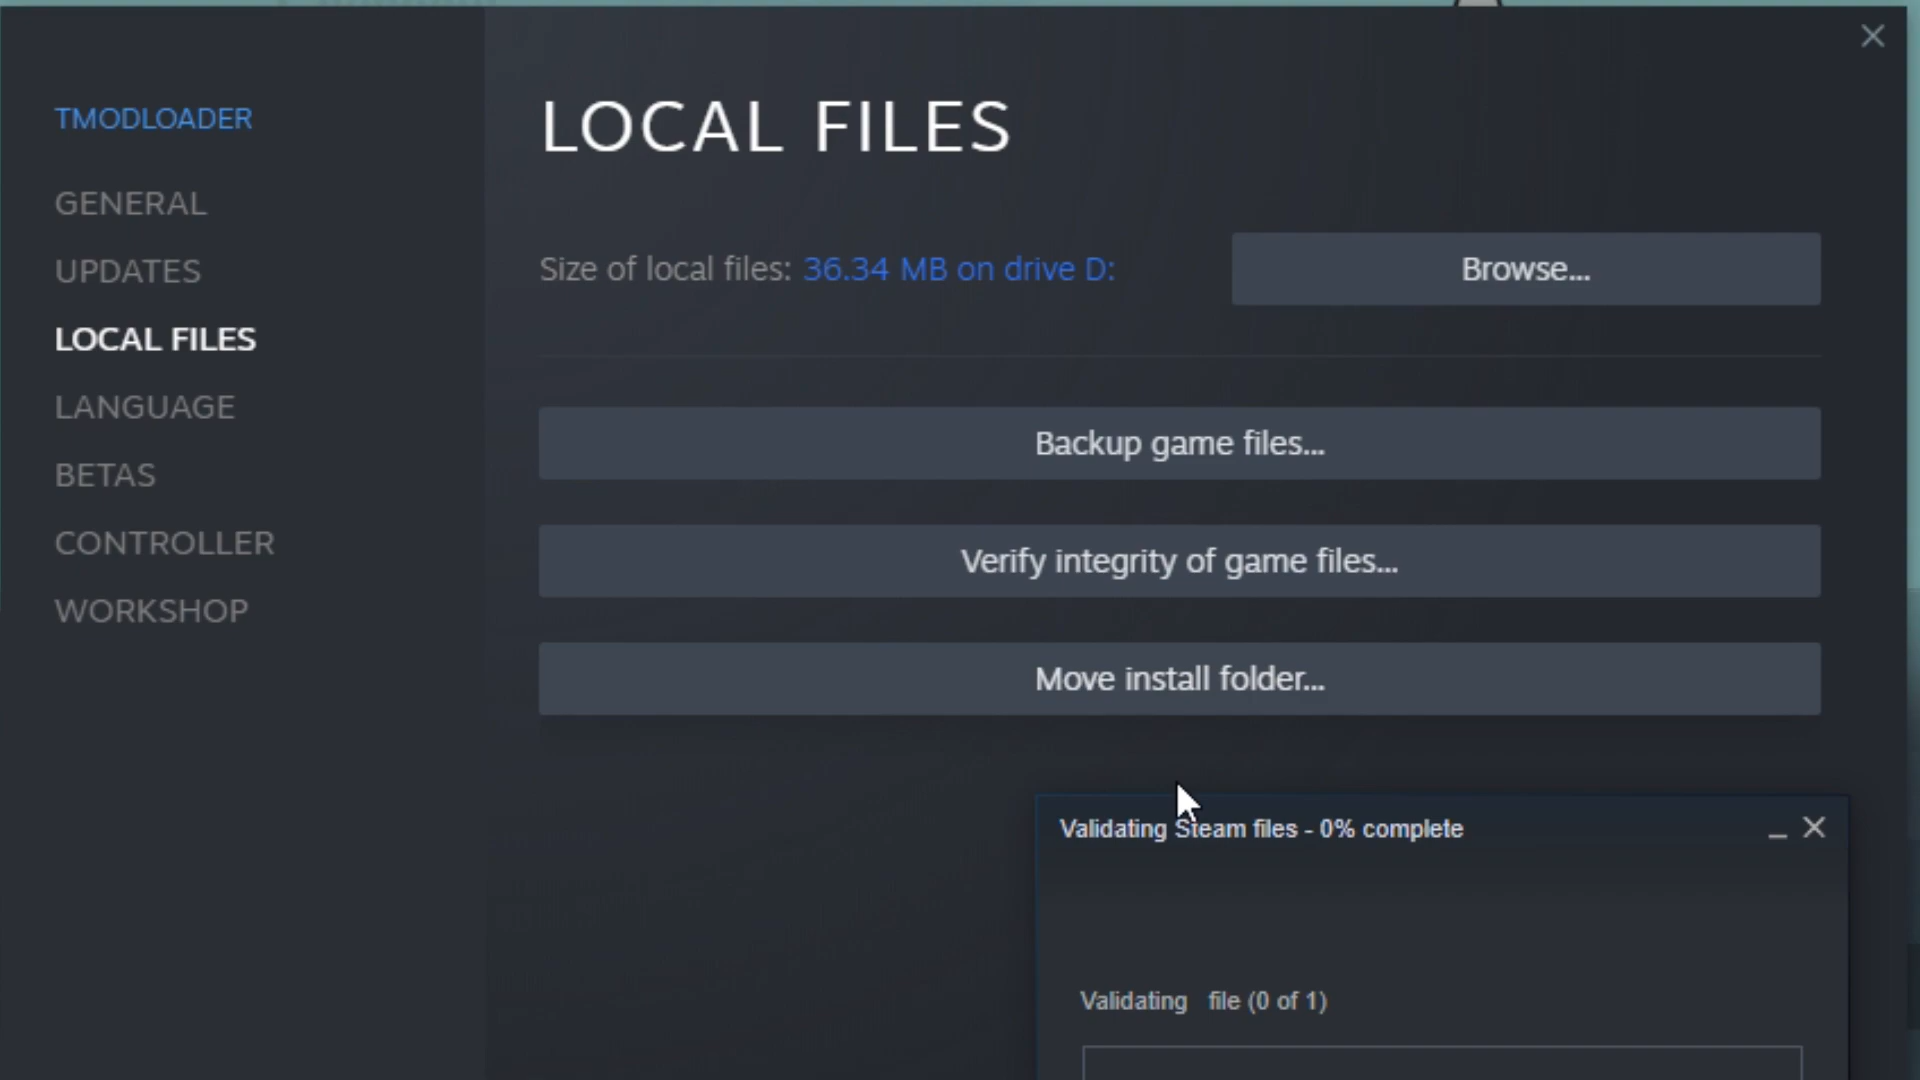 TMODLOADER
GENERAL
UPDATES
LOCAL FILES
LANGUAGE
BETAS
CONTROLLER
WORKSHOP
LOCAL FILES
Size of local files: 36.34 MB on drive D:
Browse...
Backup game files...
Verify integrity of game files...
Move install folder...
Validating Steam files - 0% complete
Validating file (0 of 1)